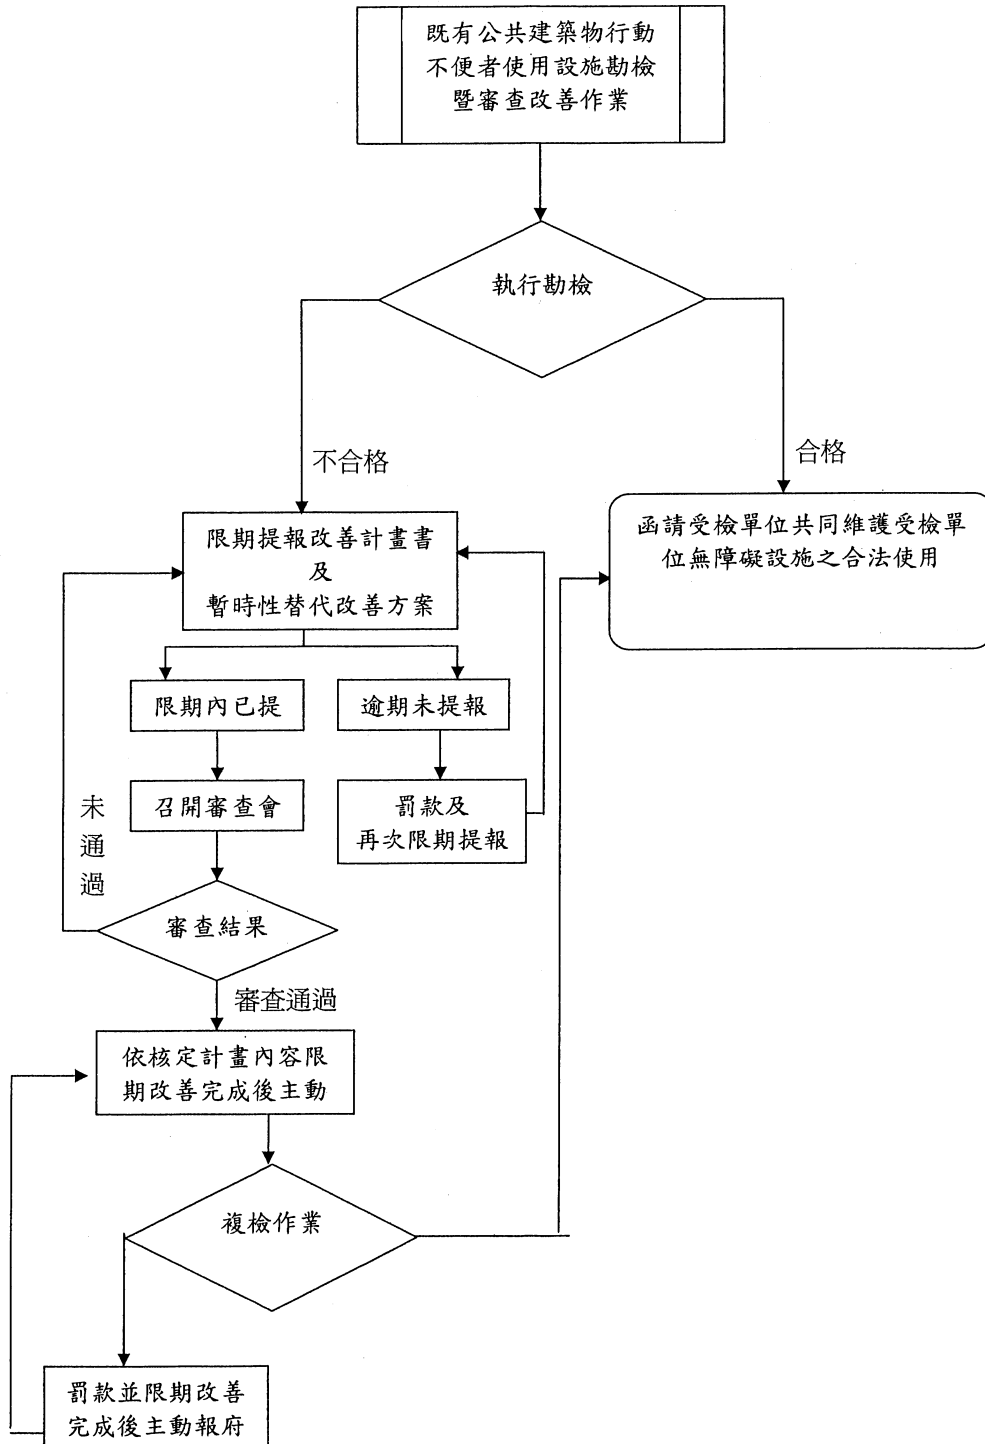 既有公共建築物行動
不便者使用設施勘檢
暨審查改善作業
執行勘檢
不合格
合格
限期提報改善計畫書
及
暫時性替代改善方案
函請受檢單位共同維護受檢單
位無障礙設施之合法使用
限期內已提
逾期未提報
召開審查會
罰款及
再次限期提報
未
通
過
審查結果
審查通過
依核定計畫內容限
期改善完成後主動
複檢作業
罰款並限期改善
完成後主動報府